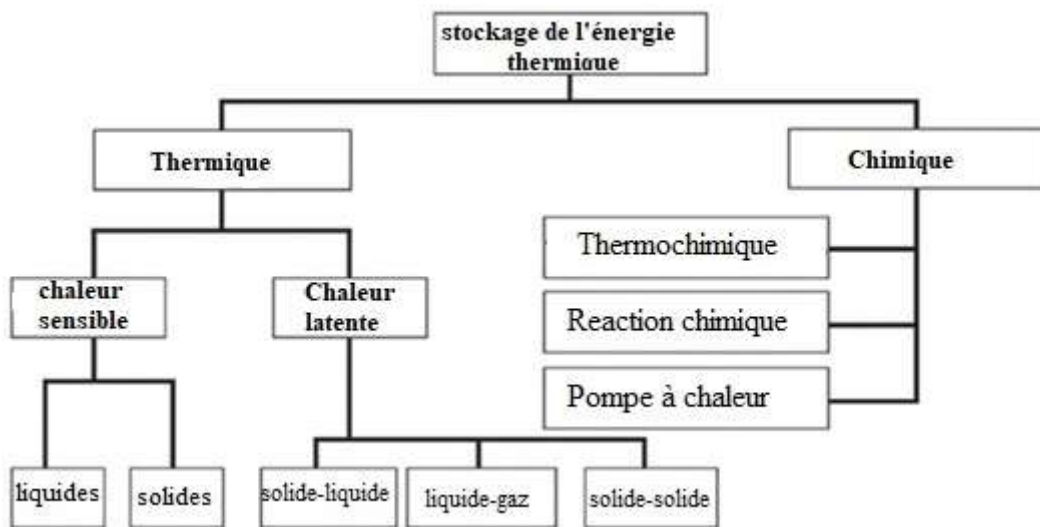 stockage de l'énergie
thermique
Thermique
Chimique
Thermochimique
chaleur
sensible
Chaleur
latente
Reaction chimique
Pompe à chaleur
liquides
solides
solide-liquide
liquide-gaz
solide-solide